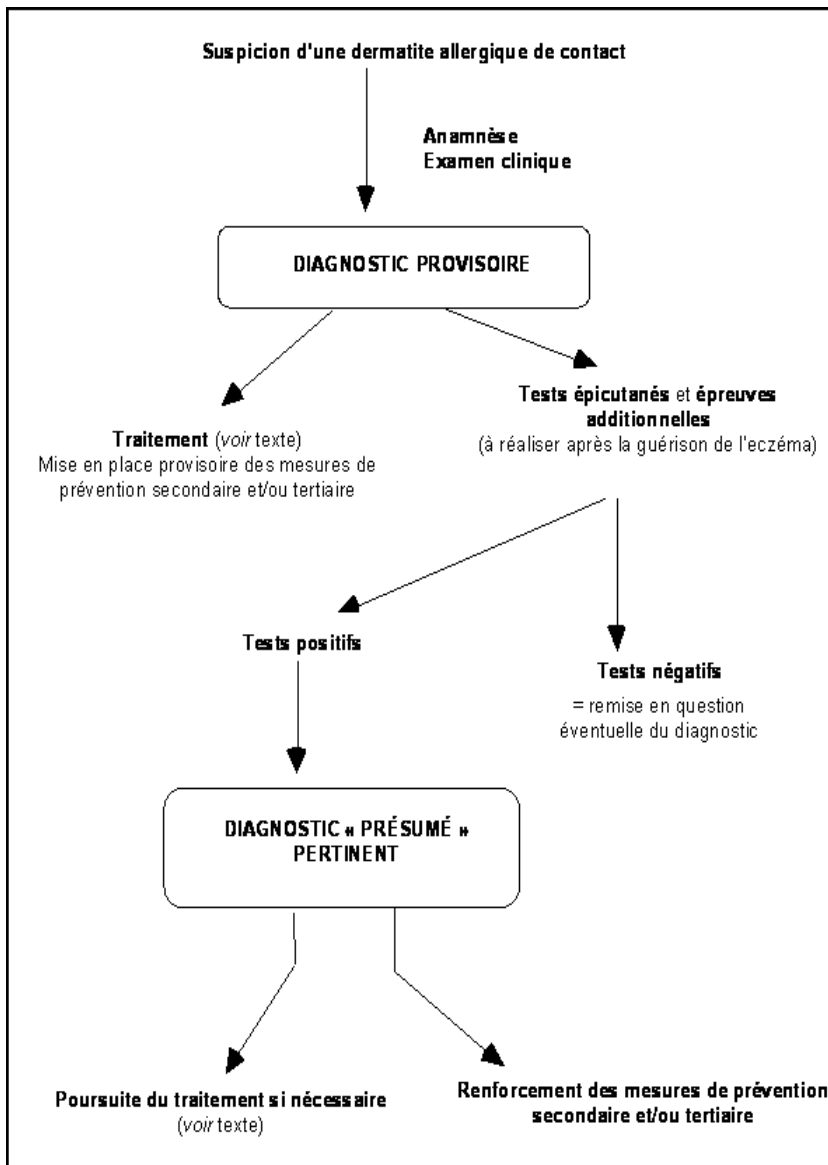 Suspicion d'une dermatite allergique de contact
Anamnèse
Examen clinique
DIAGNOSTIC PROVISOIRE
Tests épicutanés et épreuves
additionnelles
(à réaliser après la guérison de l'eczéma)
Traitement (voir texte)
Mise en place provisoire des mesures de
prévention secondaire et/ou tertiaire
Tests positifs
Tests négatifs
= remise en question
éventuelle du diagnostic
DIAGNOSTIC « PRÉSUMÉ »
PERTINENT
Poursuite du traitement si nécessaire
(voir texte)
Renforcement des mesures de prévention
secondaire et/ou tertiaire